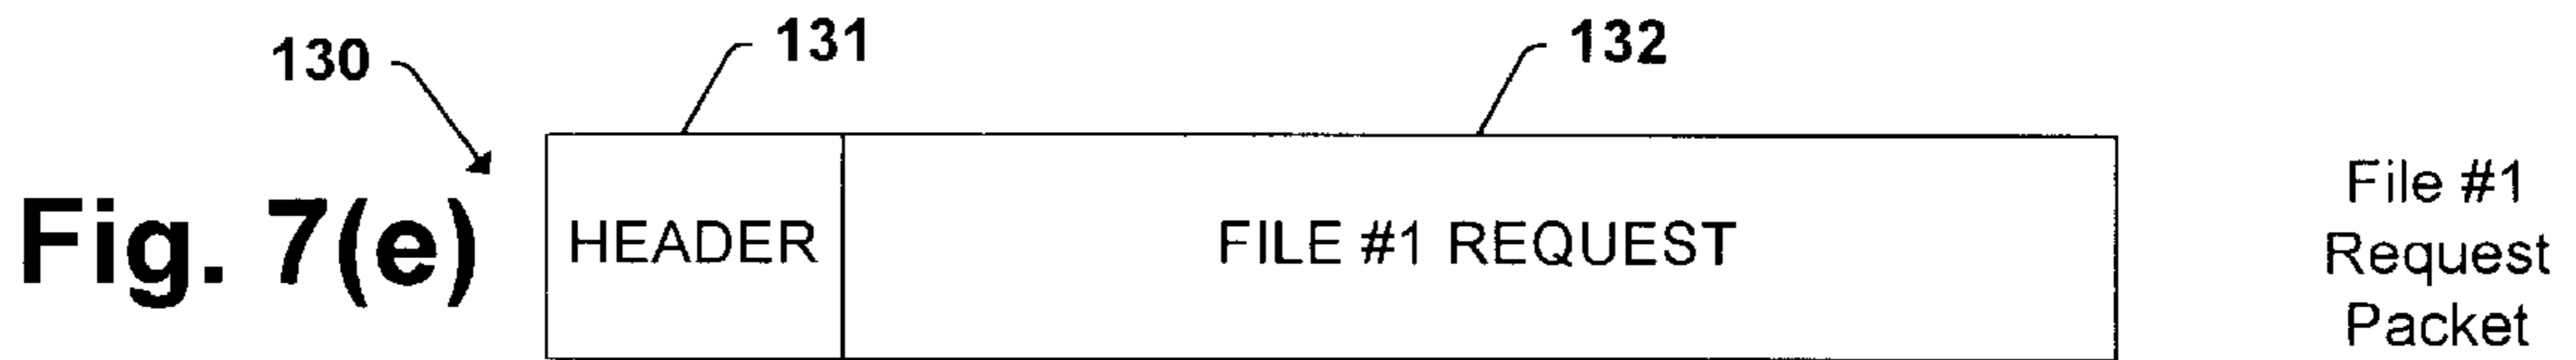 130
131
132
Fig. 7(e)
HEADER
FILE #1 REQUEST
File #1
Request
Packet